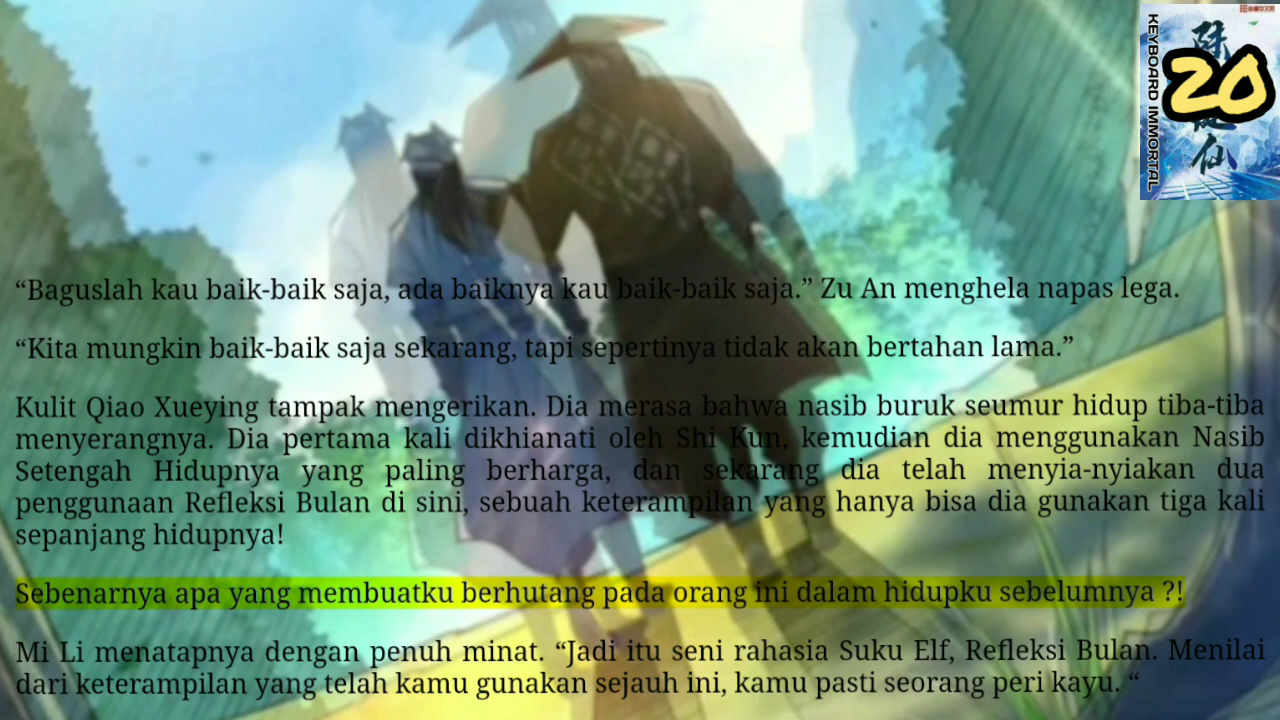 KEYBOARD IMMORTAL
20
仙
“Baguslah kau baik-baik saja, ada baiknya kau baik-baik saja.” Zu An menghela napas lega.
“Kita mungkin baik-baik saja sekarang, tapi sepertinya tidak akan bertahan lama.”
Kulit Qiao Xueying tampak mengerikan. Dia merasa bahwa nasib buruk seumur hidup tiba-tiba
menyerangnya. Dia pertama kali dikhianati oleh Shi Kun, kemudian dia menggunakan Nasib
Setengah Hidupnya yang paling berharga, dan sekarang dia telah menyia-nyiakan dua
penggunaan Refleksi Bulan di sini, sebuah keterampilan yang hanya bisa dia gunakan tiga kali
sepanjang hidupnya!
Sebenarnya apa yang membuatku berhutang pada orang ini dalam hidupku sebelumnya ?!
Mi Li menatapnya dengan penuh minat. “Jadi itu seni rahasia Suku Elf, Refleksi Bulan. Menilai
dari keterampilan yang telah kamu gunakan sejauh ini, kamu pasti seorang peri kayu. “